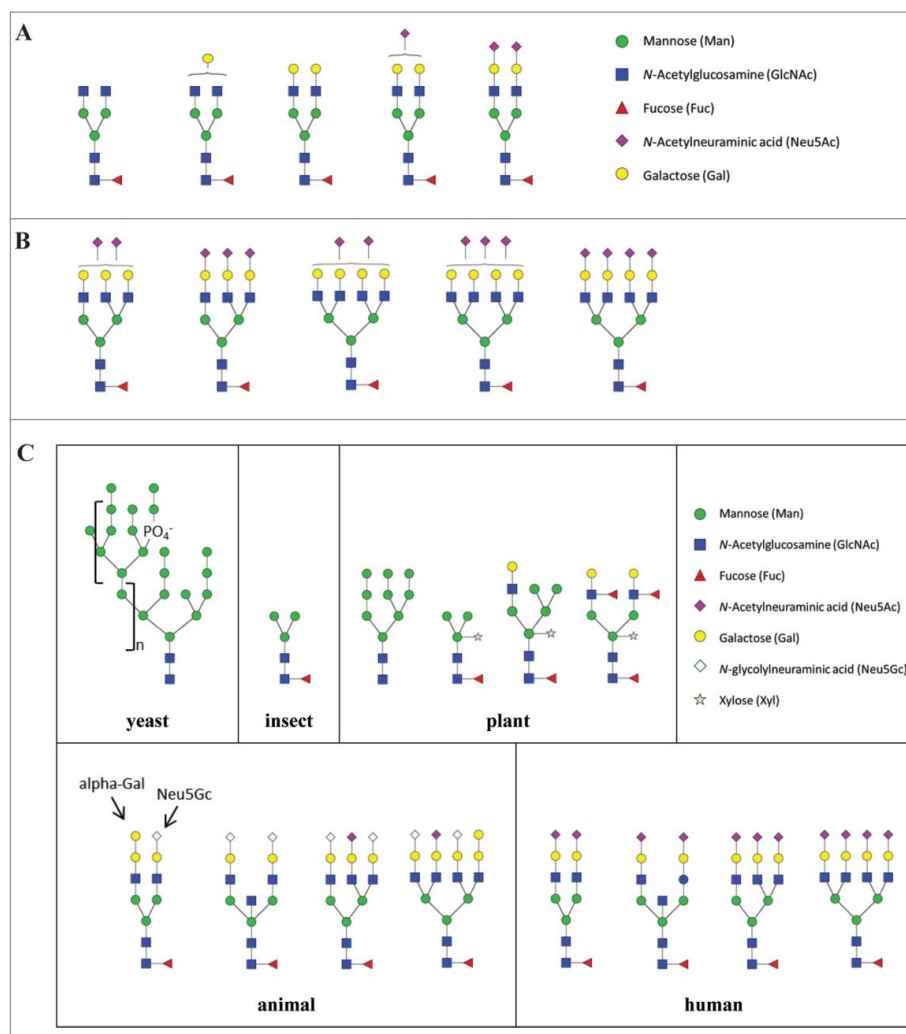 A
Mannose (Man)
N-Acetylglucosamine (GlcNAc)
Fucose (Fuc)
N-Acetylneuraminic acid (Neu5Ac)
Galactose (Gal)
B
C
PO4-
n
yeast
insect
plant
Mannose (Man)
N-Acetylglucosamine (GlcNAc)
Fucose (Fuc)
N-Acetylneuraminic acid (Neu5Ac)
Galactose (Gal)
N-glycolylneuraminic acid (Neu5Gc)
Xylose (Xyl)
alpha-Gal
Neu5Gc
animal
human